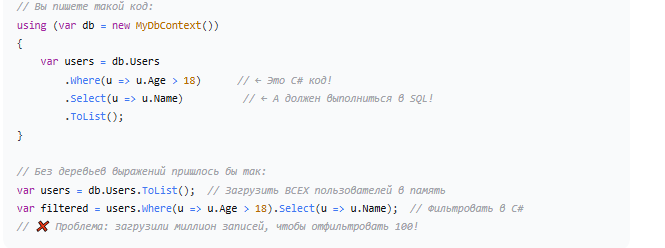 // Вы пишете такой код:
using (var db = new MyDbContext())
{
    var users = db.Users
        .Where(u => u.Age > 18)      // ← Это C# код!
        .Select(u => u.Name)          // ← А должен выполниться в SQL!
        .ToList();
}
// Без деревьев выражений пришлось бы так:
var users = db.Users.ToList();  // Загрузить ВСЕХ пользователей в память
var filtered = users.Where(u => u.Age > 18).Select(u => u.Name);  // Фильтровать в C#
// ❌ Проблема: загрузили миллион записей, чтобы отфильтровать 100!